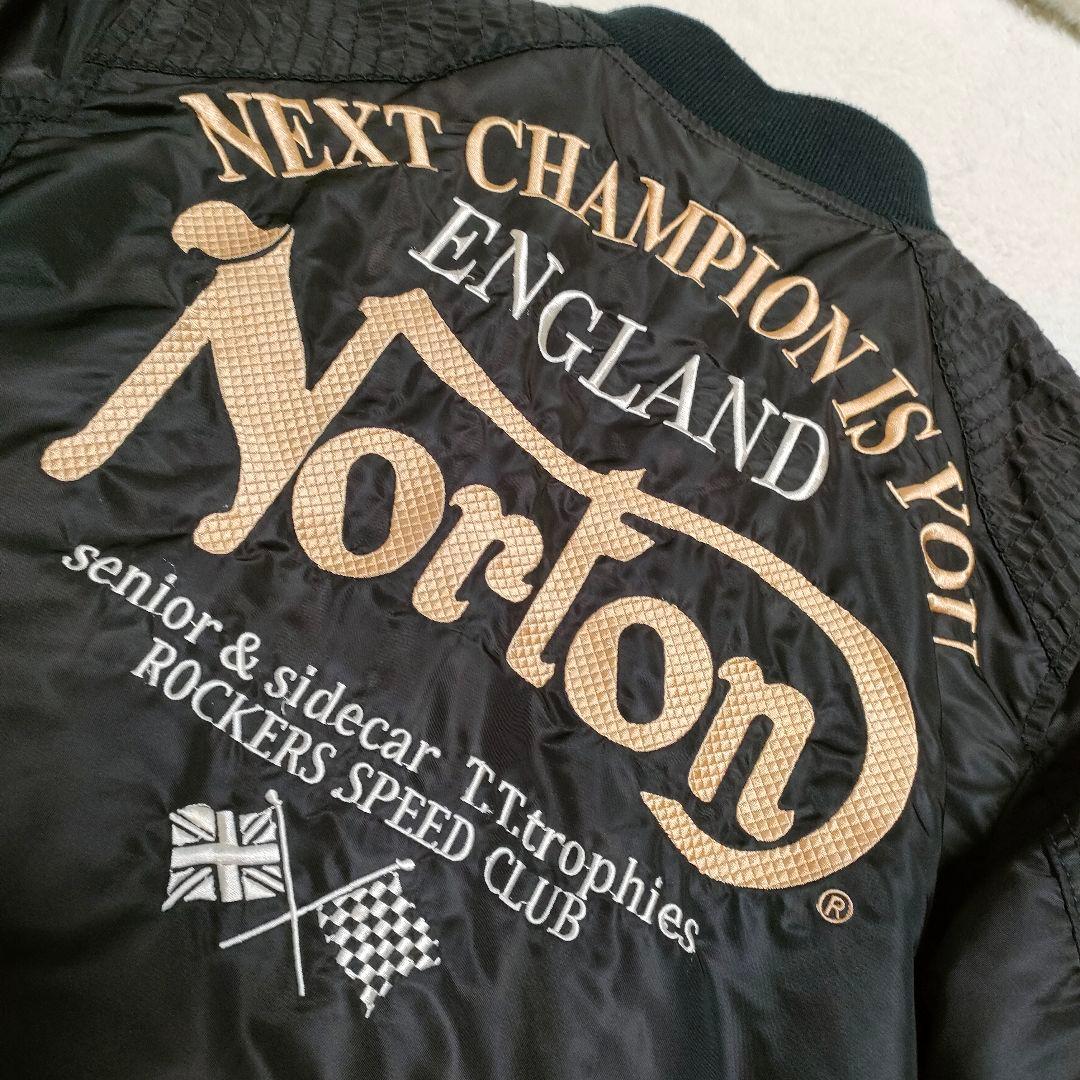 NEXT CHAMPION IS YOU
ENGLAND
Norton
®
senior & sidecar T.T.trophies
ROCKERS SPEED CLUB